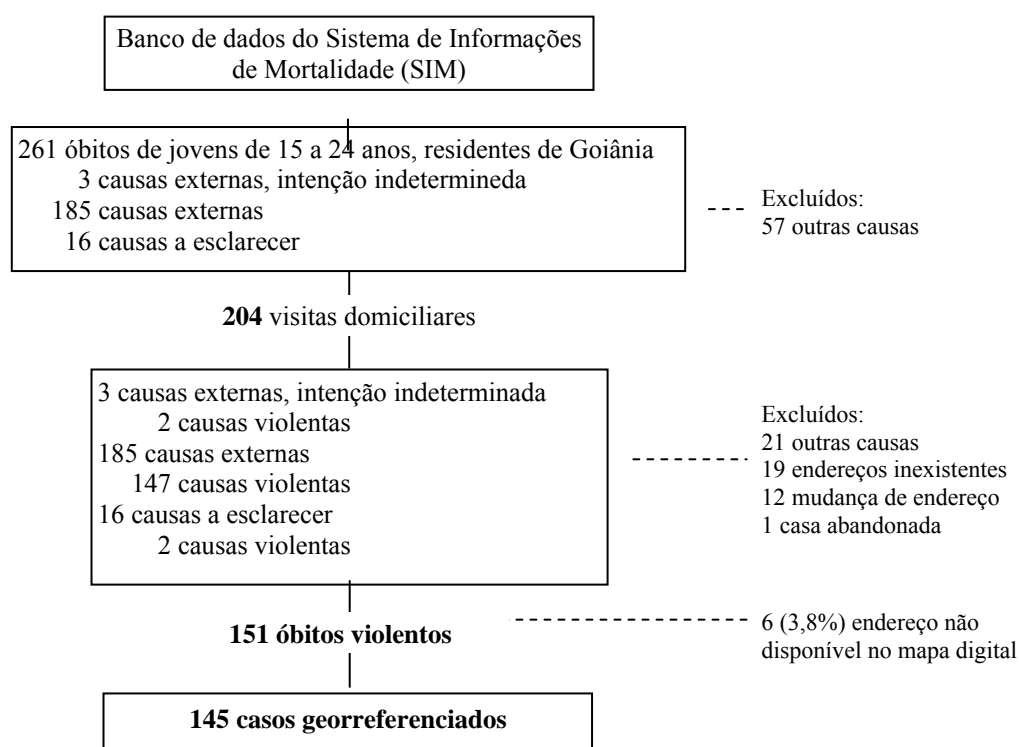 Banco de dados do Sistema de Informações
de Mortalidade (SIM)
261 óbitos de jovens de 15 a 24 anos, residentes de Goiânia
3 causas externas, intenção indetermineda
185 causas externas
16 causas a esclarecer
Excluídos:
57 outras causas
204 visitas domiciliares
3 causas externas, intenção indeterminada
2 causas violentas
185 causas externas
147 causas violentas
16 causas a esclarecer
2 causas violentas
Excluídos:
21 outras causas
19 endereços inexistentes
12 mudança de endereço
1 casa abandonada
151 óbitos violentos
6 (3,8%) endereço não
disponível no mapa digital
145 casos georreferenciados